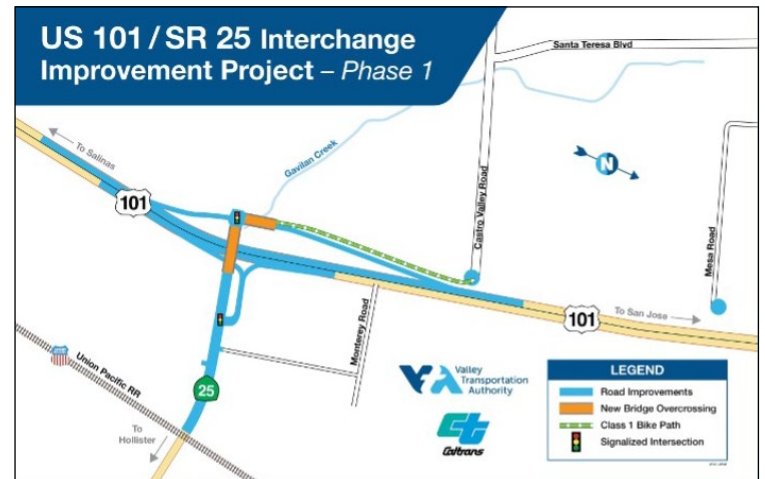 US 101 / SR 25 Interchange
Improvement Project – Phase 1
Santa Teresa Blvd
To Salinas
Gavilan Creek
N
101
Castro Valley Road
Mesa Road
To San Jose
101
Monterey Road
Union Pacific RR
25
To
Hollister
Valley
Transportation
Authority
Caltrans
LEGEND
Road Improvements
New Bridge Overcrossing
Class 1 Bike Path
Signalized Intersection